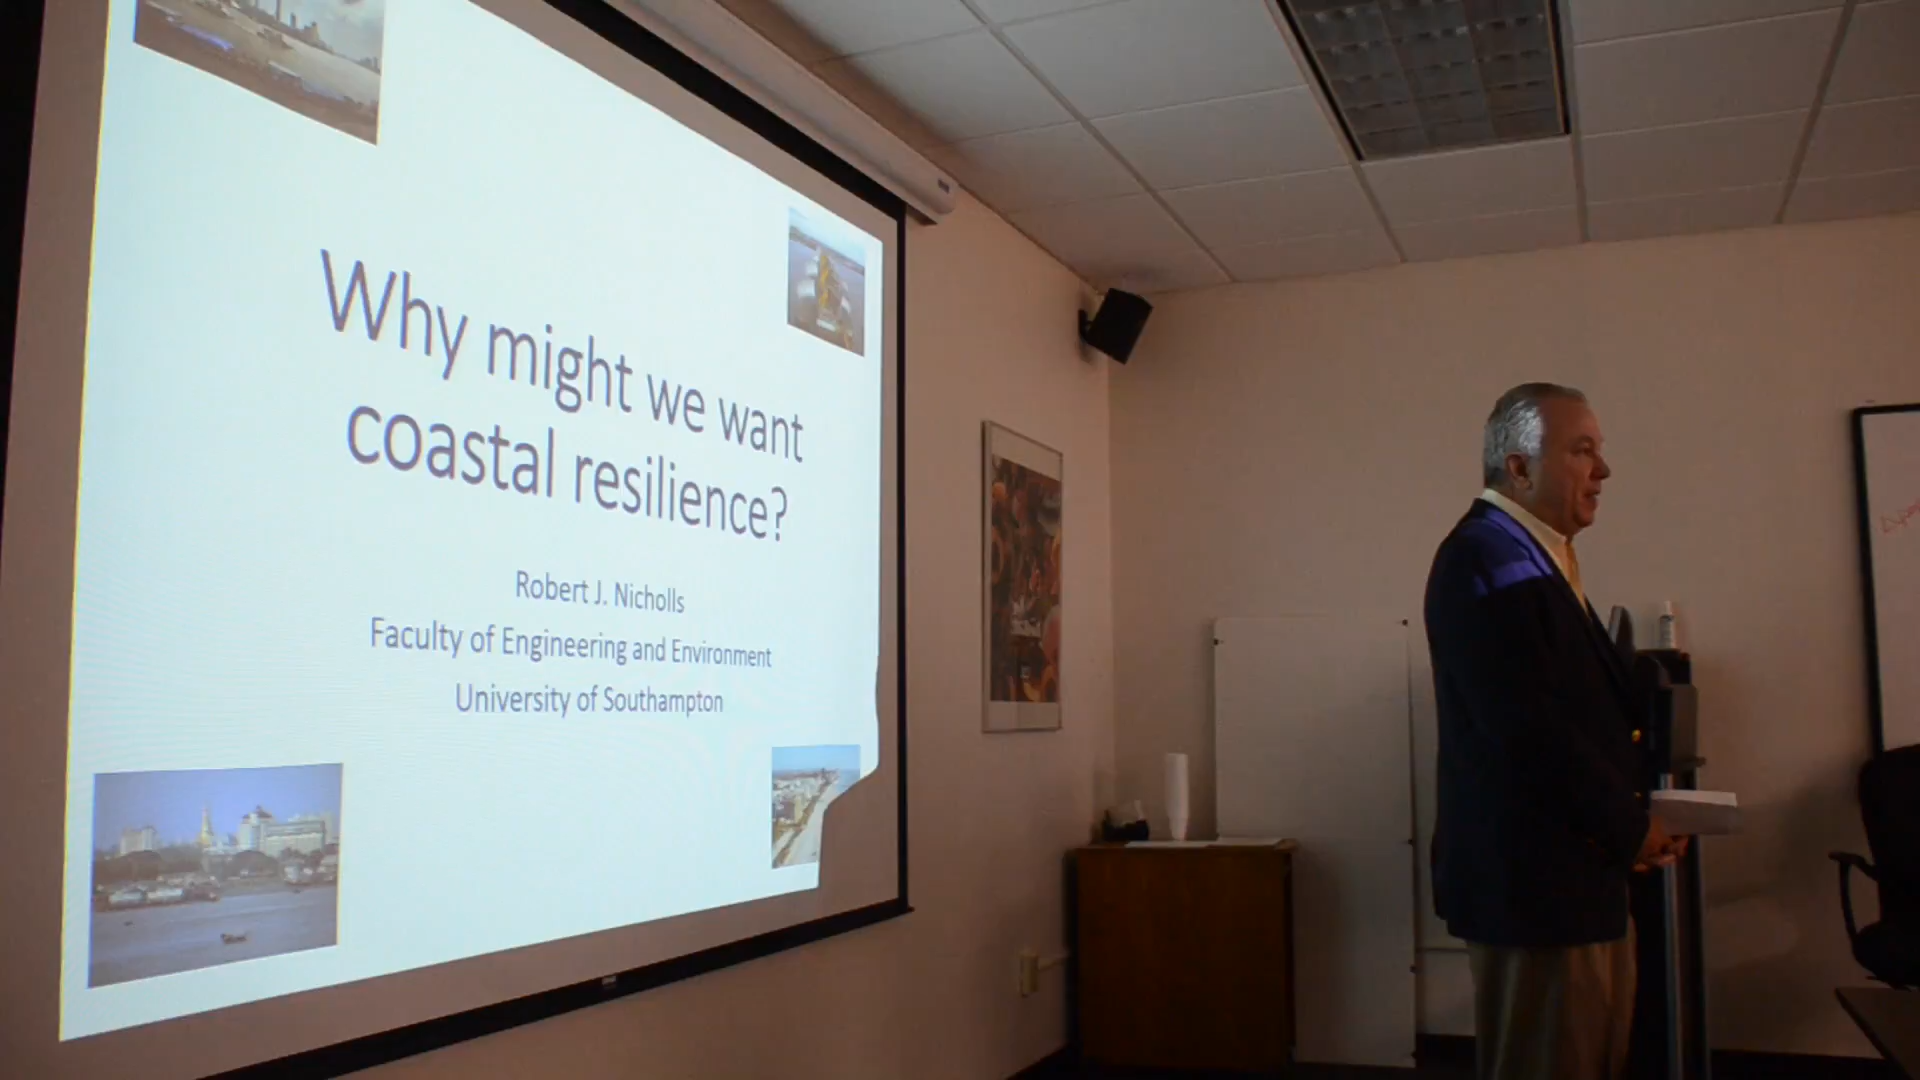 Why might we want
coastal resilience?
Robert J. Nicholls
Faculty of Engineering and Environment
University of Southampton